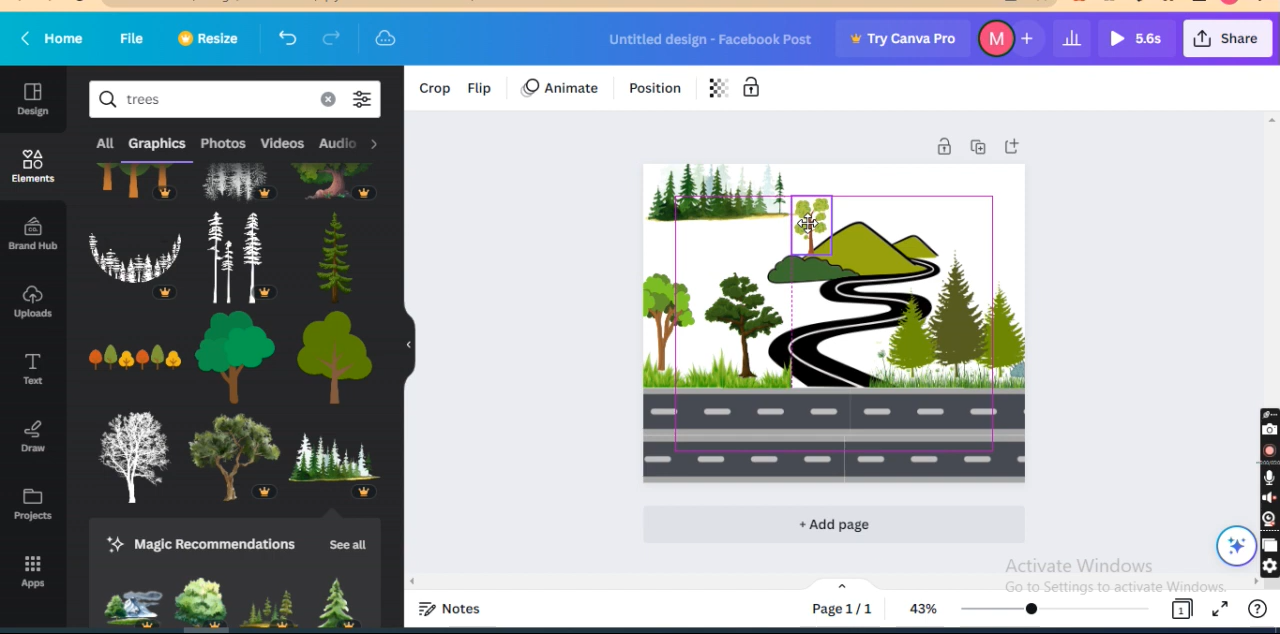 Home
File
Resize
Untitled design - Facebook Post
Try Canva Pro
M
5.6s
Share
Design
Elements
Brand Hub
Uploads
Text
Draw
Projects
Apps
trees
All
Graphics
Photos
Videos
Audio
Magic Recommendations
See all
Crop
Flip
Animate
Position
+ Add page
Activate Windows
Go to Settings to activate Windows.
Notes
Page 1 / 1
43%
1